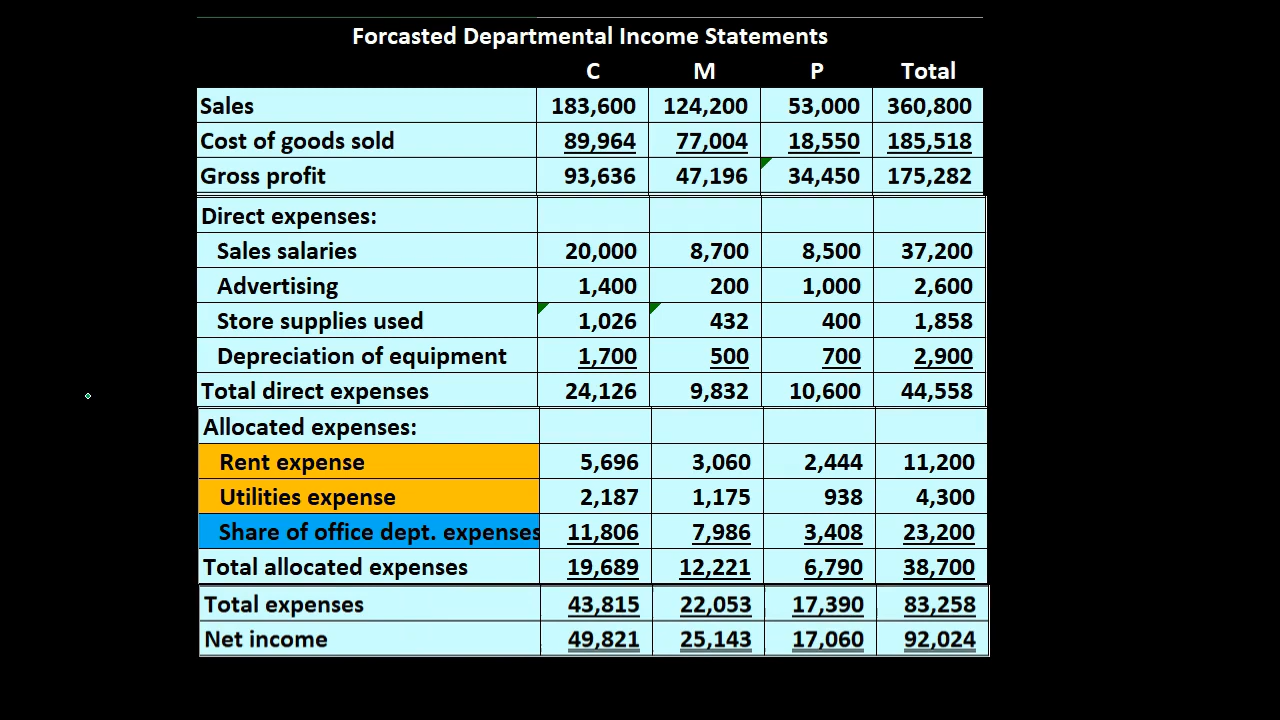 Forcasted Departmental Income Statements
C M P Total
Sales 183,600 124,200 53,000 360,800
Cost of goods sold 89,964 77,004 18,550 185,518
Gross profit 93,636 47,196 34,450 175,282
Direct expenses:
Sales salaries 20,000 8,700 8,500 37,200
Advertising 1,400 200 1,000 2,600
Store supplies used 1,026 432 400 1,858
Depreciation of equipment 1,700 500 700 2,900
Total direct expenses 24,126 9,832 10,600 44,558
Allocated expenses:
Rent expense 5,696 3,060 2,444 11,200
Utilities expense 2,187 1,175 938 4,300
Share of office dept. expenses 11,806 7,986 3,408 23,200
Total allocated expenses 19,689 12,221 6,790 38,700
Total expenses 43,815 22,053 17,390 83,258
Net income 49,821 25,143 17,060 92,024